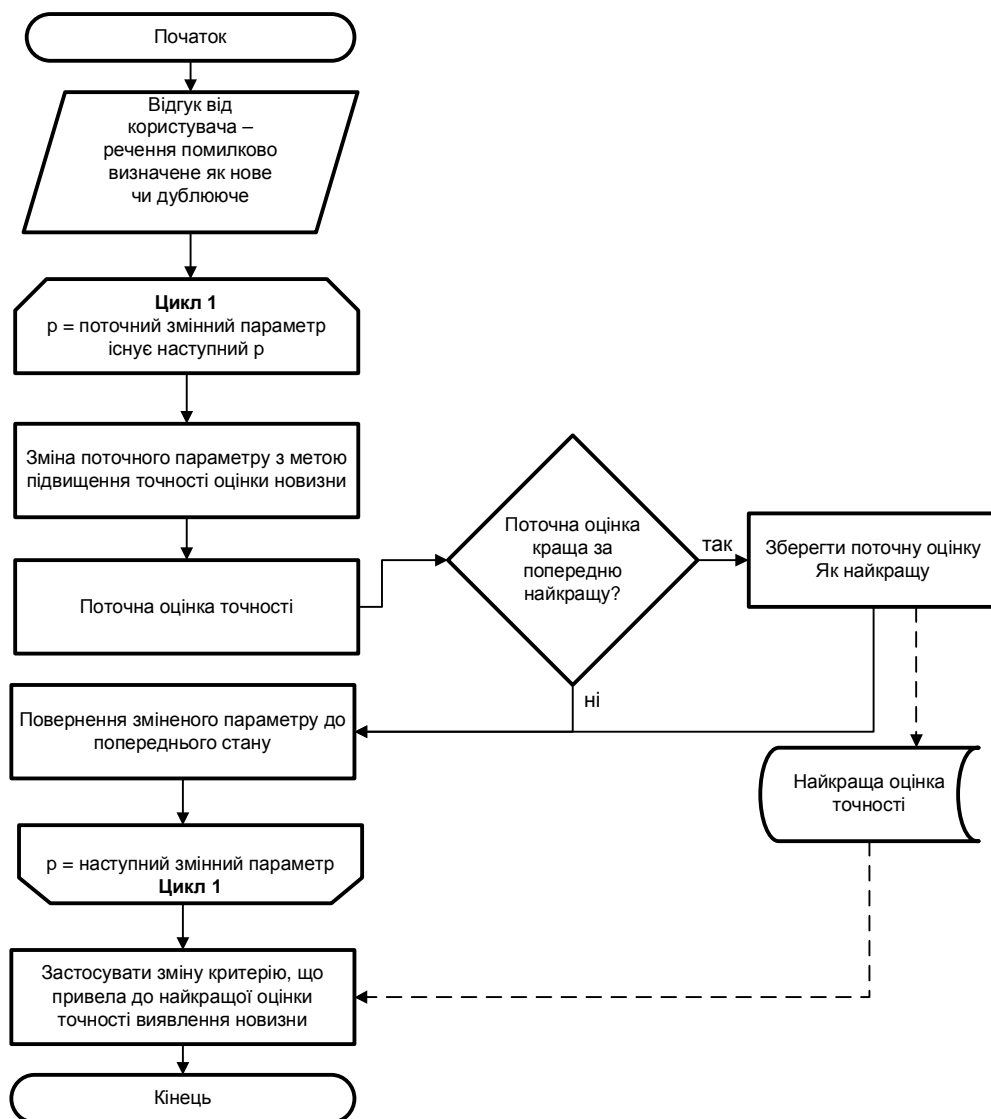 Початок
Відгук від
користувача –
речення помилково
визначене як нове
чи дублююче
Цикл 1
p = поточний змінний параметр
існує наступний p
Зміна поточного параметру з метою
підвищення точності оцінки новизни
Поточна оцінка точності
Поточна оцінка
краща за
попередню
найкращу?
так
Зберегти поточну оцінку
Як найкращу
ні
Повернення зміненого параметру до
попереднього стану
Найкраща оцінка
точності
p = наступний змінний параметр
Цикл 1
Застосувати зміну критерію, що
привела до найкращої оцінки
точності виявлення новизни
Кінець